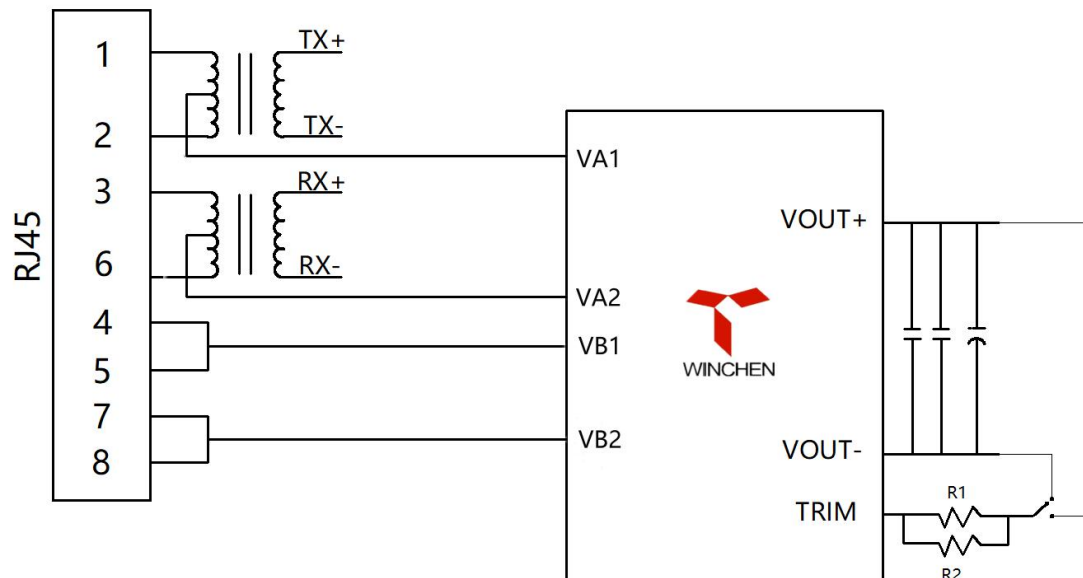 RJ45
1
2
3
6
4
5
7
8
TX+
TX-
RX+
RX-
VA1
VA2
VB1
VB2
WINCHEN
VOUT+
VOUT-
TRIM
R1
R2